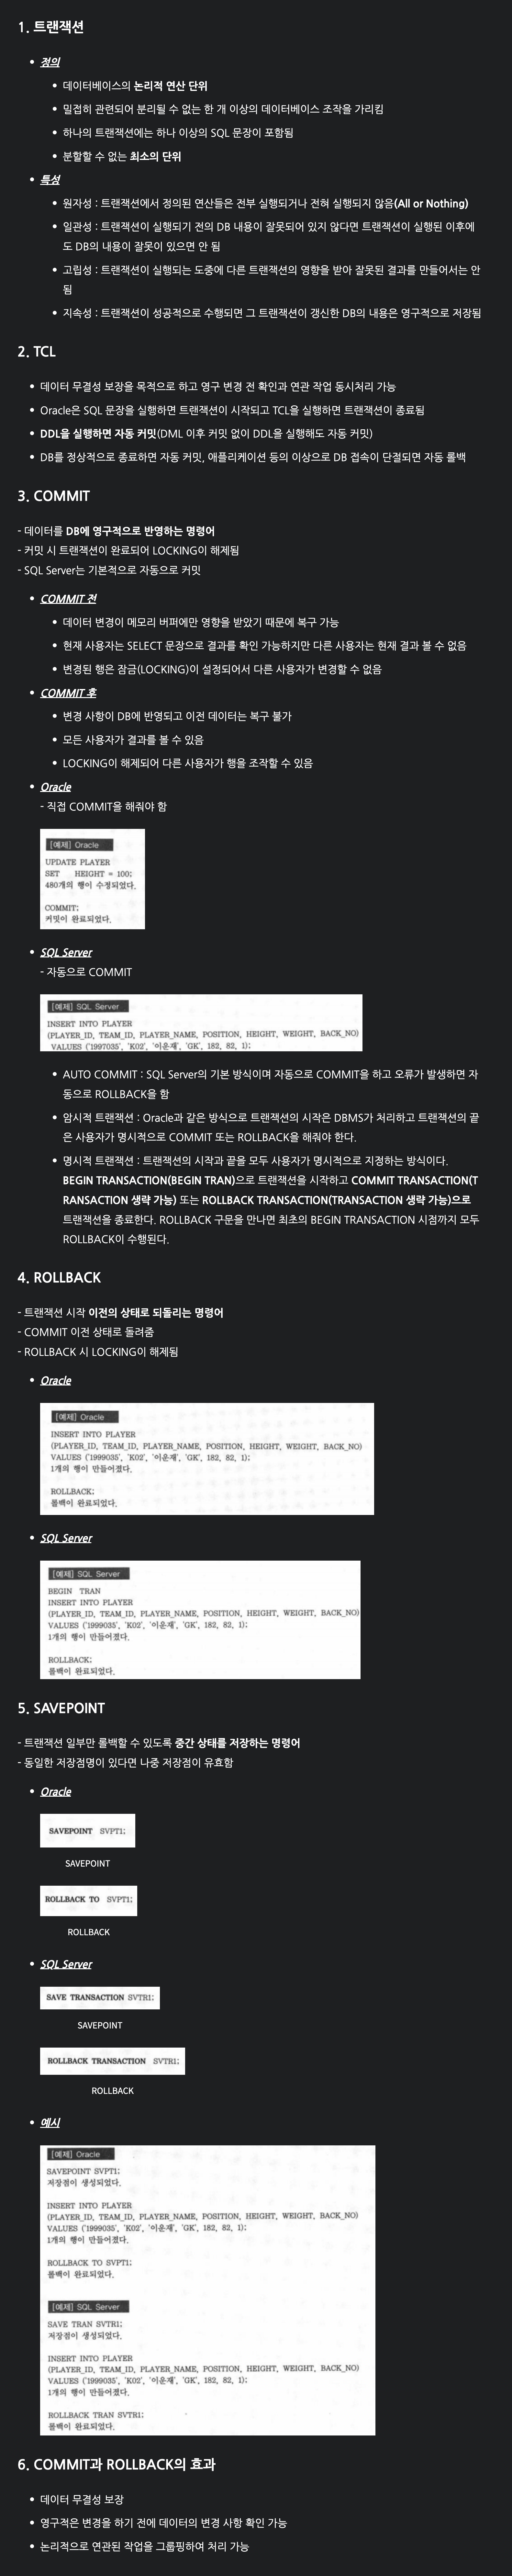 1. 트랜잭션
정의
데이터베이스의 논리적 연산 단위
밀접히 관련되어 분리될 수 없는 한 개 이상의 데이터베이스 조작을 가리킴
하나의 트랜잭션에는 하나 이상의 SQL 문장이 포함됨
분할할 수 없는 최소의 단위
특성
원자성 : 트랜잭션에서 정의된 연산들은 전부 실행되거나 전혀 실행되지 않음(All or Nothing)
일관성 : 트랜잭션이 실행되기 전의 DB 내용이 잘못되어 있지 않다면 트랜잭션이 실행된 이후에
도 DB의 내용이 잘못이 있으면 안 됨
고립성 : 트랜잭션이 실행되는 도중에 다른 트랜잭션의 영향을 받아 잘못된 결과를 만들어서는 안
됨
지속성 : 트랜잭션이 성공적으로 수행되면 그 트랜잭션이 갱신한 DB의 내용은 영구적으로 저장됨
2. TCL
데이터 무결성 보장을 목적으로 하고 영구 변경 전 확인과 연관 작업 동시처리 가능
Oracle은 SQL 문장을 실행하면 트랜잭션이 시작되고 TCL을 실행하면 트랜잭션이 종료됨
DDL을 실행하면 자동 커밋(DML 이후 커밋 없이 DDL을 실행해도 자동 커밋)
DB를 정상적으로 종료하면 자동 커밋, 애플리케이션 등의 이상으로 DB 접속이 단절되면 자동 롤백
3. COMMIT
- 데이터를 DB에 영구적으로 반영하는 명령어
- 커밋 시 트랜잭션이 완료되어 LOCKING이 해제됨
- SQL Server는 기본적으로 자동으로 커밋
COMMIT 전
데이터 변경이 메모리 버퍼에만 영향을 받았기 때문에 복구 가능
현재 사용자는 SELECT 문장으로 결과를 확인 가능하지만 다른 사용자는 현재 결과 볼 수 없음
변경된 행은 잠금(LOCKING)이 설정되어서 다른 사용자가 변경할 수 없음
COMMIT 후
변경 사항이 DB에 반영되고 이전 데이터는 복구 불가
모든 사용자가 결과를 볼 수 있음
LOCKING이 해제되어 다른 사용자가 행을 조작할 수 있음
Oracle
- 직접 COMMIT을 해줘야 함
[예제] Oracle
UPDATE PLAYER
SET HEIGHT = 100;
480개의 행이 수정되었다.
COMMIT;
커밋이 완료되었다.
SQL Server
- 자동으로 COMMIT
[예제] SQL Server
INSERT INTO PLAYER
(PLAYER_ID, TEAM_ID, PLAYER_NAME, POSITION, HEIGHT, WEIGHT, BACK_NO)
VALUES ('1997035', 'K02', '이운재', 'GK', 182, 82, 1);
AUTO COMMIT : SQL Server의 기본 방식이며 자동으로 COMMIT을 하고 오류가 발생하면 자
동으로 ROLLBACK을 함
암시적 트랜잭션 : Oracle과 같은 방식으로 트랜잭션의 시작은 DBMS가 처리하고 트랜잭션의 끝
은 사용자가 명시적으로 COMMIT 또는 ROLLBACK을 해줘야 한다.
명시적 트랜잭션 : 트랜잭션의 시작과 끝을 모두 사용자가 명시적으로 지정하는 방식이다.
BEGIN TRANSACTION(BEGIN TRAN)으로 트랜잭션을 시작하고 COMMIT TRANSACTION(T
RANSACTION 생략 가능) 또는 ROLLBACK TRANSACTION(TRANSACTION 생략 가능)으로
트랜잭션을 종료한다. ROLLBACK 구문을 만나면 최초의 BEGIN TRANSACTION 시점까지 모두
ROLLBACK이 수행된다.
4. ROLLBACK
- 트랜잭션 시작 이전의 상태로 되돌리는 명령어
- COMMIT 이전 상태로 돌려줌
- ROLLBACK 시 LOCKING이 해제됨
Oracle
[예제] Oracle
INSERT INTO PLAYER
(PLAYER_ID, TEAM_ID, PLAYER_NAME, POSITION, HEIGHT, WEIGHT, BACK_NO)
VALUES ('1999035', 'K02', '이운재', 'GK', 182, 82, 1);
1개의 행이 만들어졌다.
ROLLBACK;
롤백이 완료되었다.
SQL Server
[예제] SQL Server
BEGIN TRAN
INSERT INTO PLAYER
(PLAYER_ID, TEAM_ID, PLAYER_NAME, POSITION, HEIGHT, WEIGHT, BACK_NO)
VALUES ('1999035', 'K02', '이운재', 'GK', 182, 82, 1);
1개의 행이 만들어졌다.
ROLLBACK;
롤백이 완료되었다.
5. SAVEPOINT
- 트랜잭션 일부만 롤백할 수 있도록 중간 상태를 저장하는 명령어
- 동일한 저장점명이 있다면 나중 저장점이 유효함
Oracle
SAVEPOINT SVPT1;
SAVEPOINT
ROLLBACK TO SVPT1;
ROLLBACK
SQL Server
SAVE TRANSACTION SVTR1;
SAVEPOINT
ROLLBACK TRANSACTION SVTR1;
ROLLBACK
예시
[예제] Oracle
SAVEPOINT SVPT1;
저장점이 생성되었다.
INSERT INTO PLAYER
(PLAYER_ID, TEAM_ID, PLAYER_NAME, POSITION, HEIGHT, WEIGHT, BACK_NO)
VALUES ('1999035', 'K02', '이운재', 'GK', 182, 82, 1);
1개의 행이 만들어졌다.
ROLLBACK TO SVPT1;
롤백이 완료되었다.
[예제] SQL Server
SAVE TRAN SVTR1;
저장점이 생성되었다.
INSERT INTO PLAYER
(PLAYER_ID, TEAM_ID, PLAYER_NAME, POSITION, HEIGHT, WEIGHT, BACK_NO)
VALUES ('1999035', 'K02', '이운재', 'GK', 182, 82, 1);
1개의 행이 만들어졌다.
ROLLBACK TRAN SVTR1;
롤백이 완료되었다.
6. COMMIT과 ROLLBACK의 효과
데이터 무결성 보장
영구적은 변경을 하기 전에 데이터의 변경 사항 확인 가능
논리적으로 연관된 작업을 그룹핑하여 처리 가능